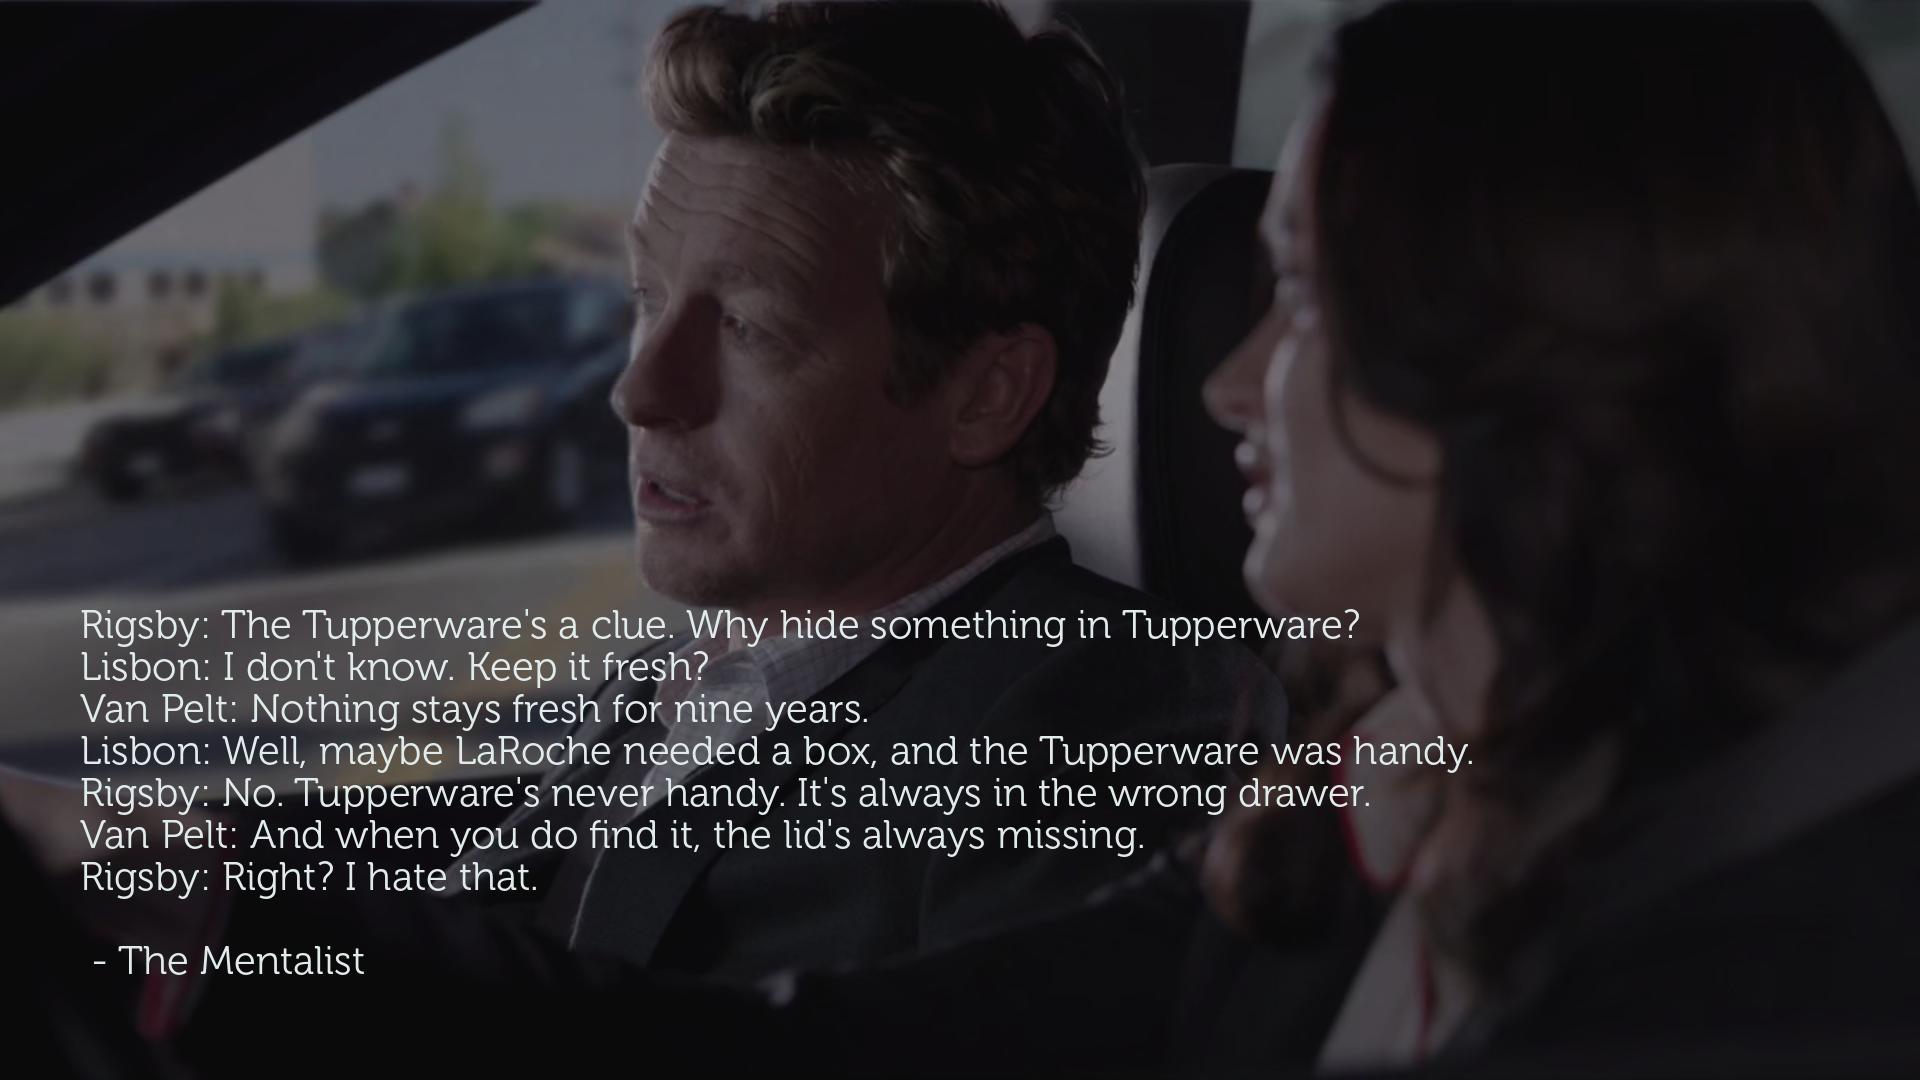 Rigsby: The Tupperware's a clue. Why hide something in Tupperware?
Lisbon: I don't know. Keep it fresh?
Van Pelt: Nothing stays fresh for nine years.
Lisbon: Well, maybe LaRoche needed a box, and the Tupperware was handy.
Rigsby: No. Tupperware's never handy. It's always in the wrong drawer.
Van Pelt: And when you do find it, the lid's always missing.
Rigsby: Right? I hate that.
- The Mentalist